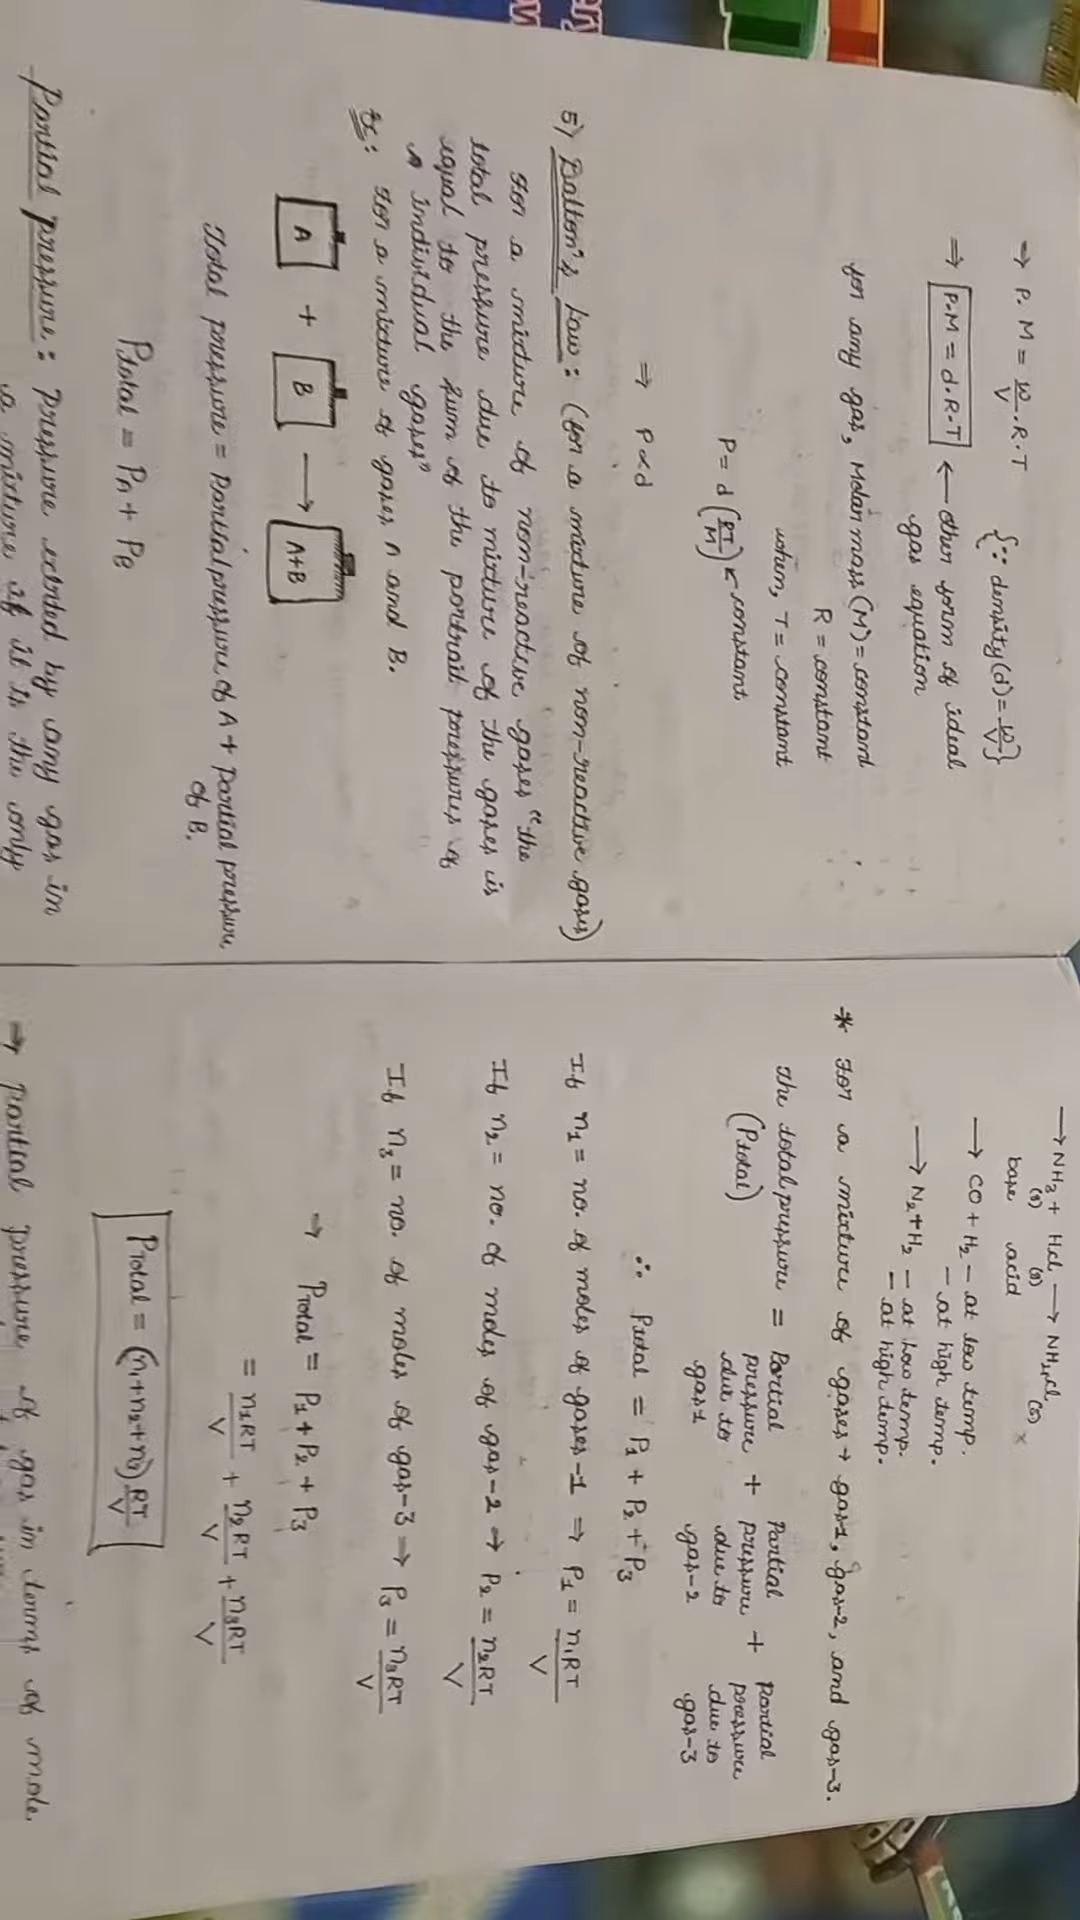 → P. M = w/V . R. T {∵ density(d) = w/V}
⇒ P. M = d. R. T ← other form of ideal
gas equation
for any gas, Molar mass (M) = constant
R = constant
when, T = constant
P = d (RT/M) ← constant
⇒ P ∝ d
5) Dalton's law : (for a mixture of non-reactive gases)
For a mixture of non-reactive gases "the
total pressure due to mixture of the gases is
equal to the sum of the portrait pressures of
individual gases"
Ex : For a mixture of gases A and B.
A + B → A+B
Total pressure = Partial pressure of A + Partial pressure
of B.
Ptotal = PA + PB
Partial pressure : pressure exerted by any gas in
a mixture if it is the only
→ NH3 + Hcl → NH4cl (s) ×
(g) (g)
base acid
→ CO + H2 - at low temp.
- at high temp.
→ N2 + H2 - at low temp.
- at high temp.
* For a mixture of gases → gas-1, gas-2, and gas-3.
The total pressure = Partial pressure due to gas1 + Partial pressure due to gas-2 + Partial pressure due to gas-3
(Ptotal)
∴ Ptotal = P1 + P2 + P3
If n1 = no. of moles of gases-1 ⇒ P1 = n1RT/V
If n2 = no. of moles of gas-2 → P2 = n2RT/V
If n3 = no. of moles of gas-3 → P3 = n3RT/V
→ Ptotal = P1 + P2 + P3
= n1RT/V + n2RT/V + n3RT/V
Ptotal = (n1+n2+n3) RT/V
→ partial pressure of gas in terms of mole